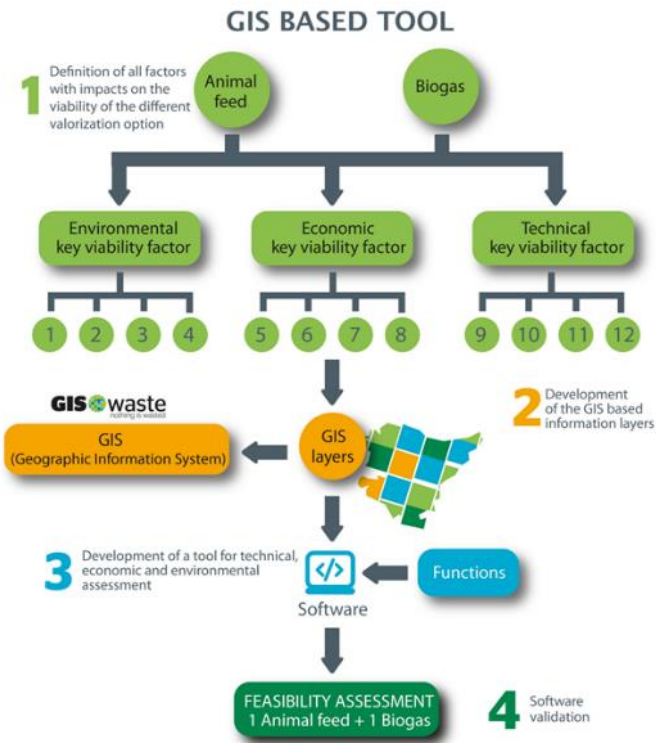 GIS BASED TOOL
1
Definition of all factors
with impacts on the
viability of the different
valorization option
Animal
feed
Biogas
Environmental
key viability factor
Economic
key viability factor
Technical
key viability factor
1 2 3 4 5 6 7 8 9 10 11 12
GIS waste
nothing is wasted
GIS
(Geographic Information System)
GIS
layers
2
Development
of the GIS based
information layers
3
Development of a tool for technical,
economic and environmental
assessment
</>
Software
Functions
FEASIBILITY ASSESSMENT
1 Animal feed + 1 Biogas
4
Software
validation